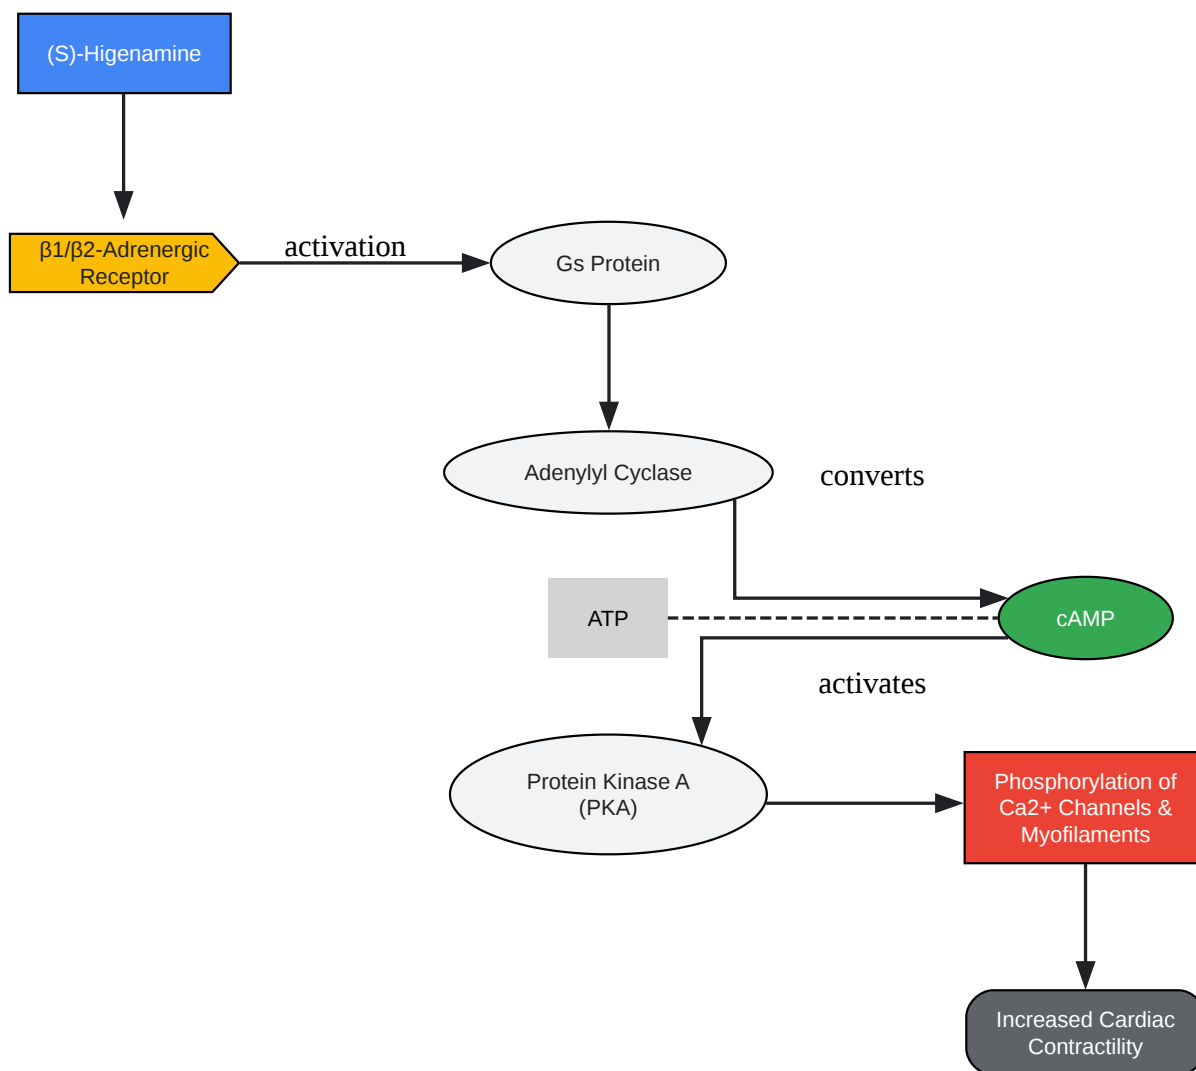 (S)-Higenamine
β1/β2-Adrenergic
Receptor
activation
Gs Protein
Adenylyl Cyclase
converts
ATP
cAMP
activates
Protein Kinase A
(PKA)
Phosphorylation of
Ca2+ Channels &
Myofilaments
Increased Cardiac
Contractility